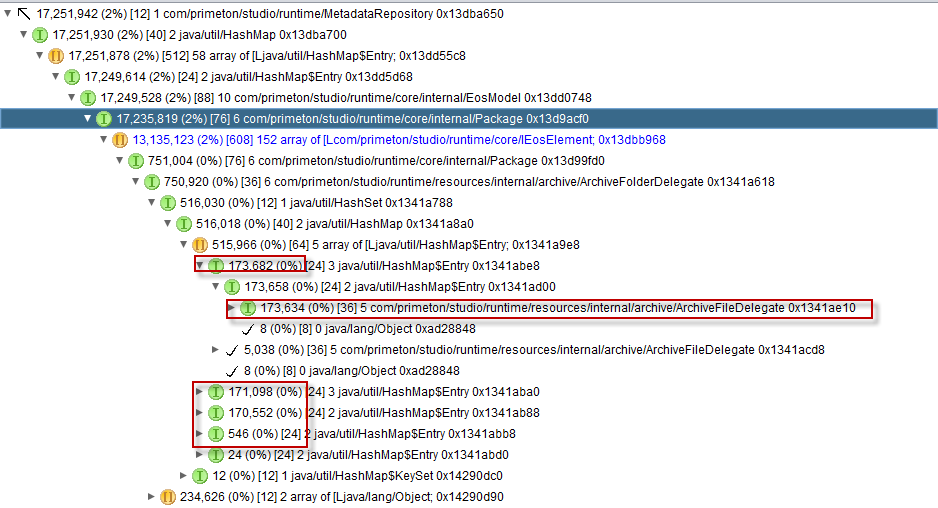 17,251,942 (2%) [12] 1 com/primeton/studio/runtime/MetadataRepository 0x13dba650
17,251,930 (2%) [40] 2 java/util/HashMap 0x13dba700
17,251,878 (2%) [512] 58 array of [Ljava/util/HashMap$Entry; 0x13dd55c8
17,249,614 (2%) [24] 2 java/util/HashMap$Entry 0x13dd5d68
17,249,528 (2%) [88] 10 com/primeton/studio/runtime/core/internal/EosModel 0x13dd0748
17,235,819 (2%) [76] 6 com/primeton/studio/runtime/core/internal/Package 0x13d9acf0
13,135,123 (2%) [608] 152 array of [Lcom/primeton/studio/runtime/core/IEosElement; 0x13dbb968
751,004 (0%) [76] 6 com/primeton/studio/runtime/core/internal/Package 0x13d99fd0
750,920 (0%) [36] 6 com/primeton/studio/runtime/resources/internal/archive/ArchiveFolderDelegate 0x1341a618
516,030 (0%) [12] 1 java/util/HashSet 0x1341a788
516,018 (0%) [40] 2 java/util/HashMap 0x1341a8a0
515,966 (0%) [64] 5 array of [Ljava/util/HashMap$Entry; 0x1341a9e8
173,682 (0%) [24] 3 java/util/HashMap$Entry 0x1341abe8
173,658 (0%) [24] 2 java/util/HashMap$Entry 0x1341ad00
173,634 (0%) [36] 5 com/primeton/studio/runtime/resources/internal/archive/ArchiveFileDelegate 0x1341ae10
8 (0%) [8] 0 java/lang/Object 0xad28848
5,038 (0%) [36] 5 com/primeton/studio/runtime/resources/internal/archive/ArchiveFileDelegate 0x1341acd8
8 (0%) [8] 0 java/lang/Object 0xad28848
171,098 (0%) [24] 3 java/util/HashMap$Entry 0x1341aba0
170,552 (0%) [24] 2 java/util/HashMap$Entry 0x1341ab88
546 (0%) [24] 2 java/util/HashMap$Entry 0x1341abb8
24 (0%) [24] 2 java/util/HashMap$Entry 0x1341abd0
12 (0%) [12] 1 java/util/HashMap$KeySet 0x14290dc0
234,626 (0%) [12] 2 array of [Ljava/lang/Object; 0x14290d90